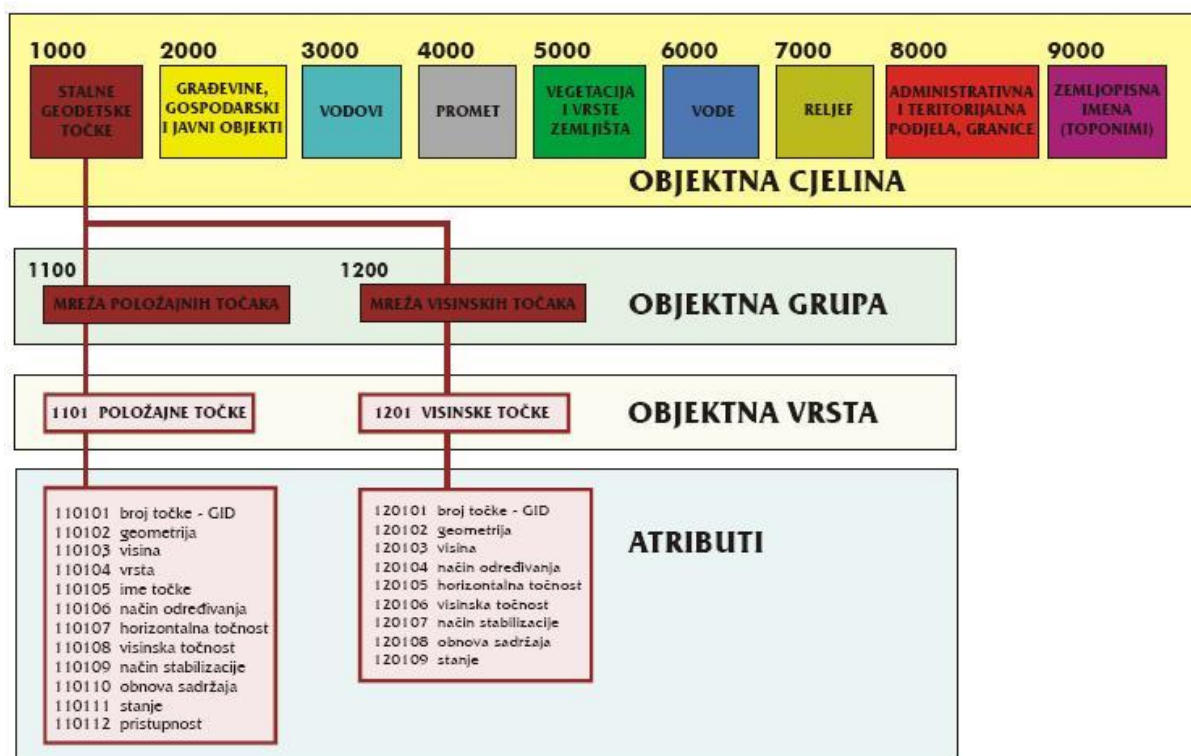 1000
2000
3000
4000
5000
6000
7000
8000
9000
STALNE
GEODETSKE
TOČKE
GRAĐEVINE,
GOSPODARSKI
I JAVNI OBJEKTI
VODOVI
PROMET
VEGETACIJA
I VRSTE
ZEMLJIŠTA
VODE
RELJEF
ADMINISTRATIVNA
I TERITORIJALNA
PODJELA, GRANICE
ZEMLJOPISNA
IMENA
(TOPONIMI)
OBJEKTNA CJELINA
1100
MREŽA POLOŽAJNIH TOČAKA
1200
MREŽA VISINSKIH TOČAKA
OBJEKTNA GRUPA
1101 POLOŽAJNE TOČKE
1201 VISINSKE TOČKE
OBJEKTNA VRSTA
110101 broj točke - GID
110102 geometrija
110103 visina
110104 vrsta
110105 ime točke
110106 način određivanja
110107 horizontalna točnost
110108 visinska točnost
110109 način stabilizacije
110110 obnova sadržaja
110111 stanje
110112 pristupnost
120101 broj točke - GID
120102 geometrija
120103 visina
120104 način određivanja
120105 horizontalna točnost
120106 visinska točnost
120107 način stabilizacije
120108 obnova sadržaja
120109 stanje
ATRIBUTI